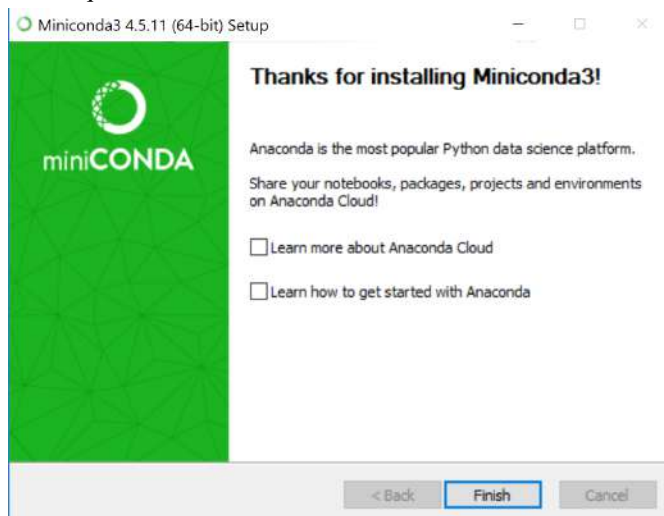 Miniconda3 4.5.11 (64-bit) Setup
miniCONDA
Thanks for installing Miniconda3!
Anaconda is the most popular Python data science platform.
Share your notebooks, packages, projects and environments
on Anaconda Cloud!
Learn more about Anaconda Cloud
Learn how to get started with Anaconda
< Back
Finish
Cancel